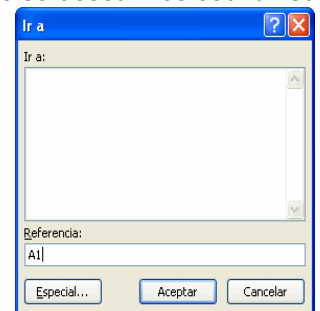 Ir a
Ir a:
Referencia:
A1
Especial...
Aceptar
Cancelar